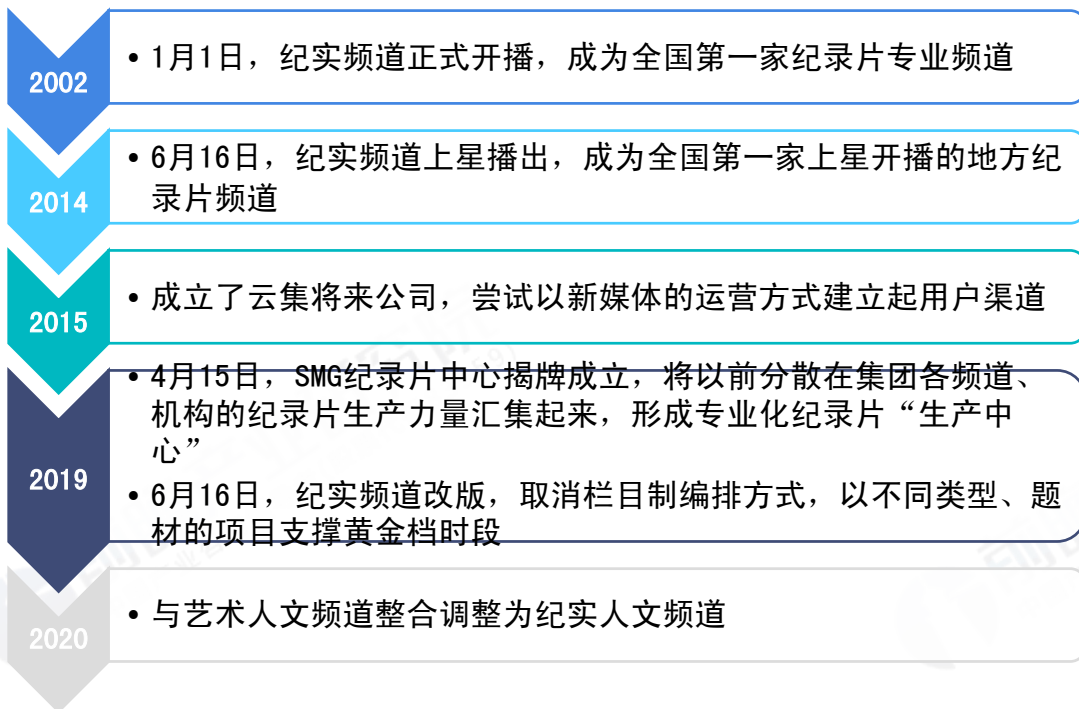 2002
• 1月1日，纪实频道正式开播，成为全国第一家纪录片专业频道
2014
• 6月16日，纪实频道上星播出，成为全国第一家上星开播的地方纪
录片频道
2015
• 成立了云集将来公司，尝试以新媒体的运营方式建立起用户渠道
2019
• 4月15日，SMG纪录片中心揭牌成立，将以前分散在集团各频道、
机构的纪录片生产力量汇集起来，形成专业化纪录片“生产中
心”
• 6月16日，纪实频道改版，取消栏目制编排方式，以不同类型、题
材的项目支撑黄金档时段
2020
• 与艺术人文频道整合调整为纪实人文频道